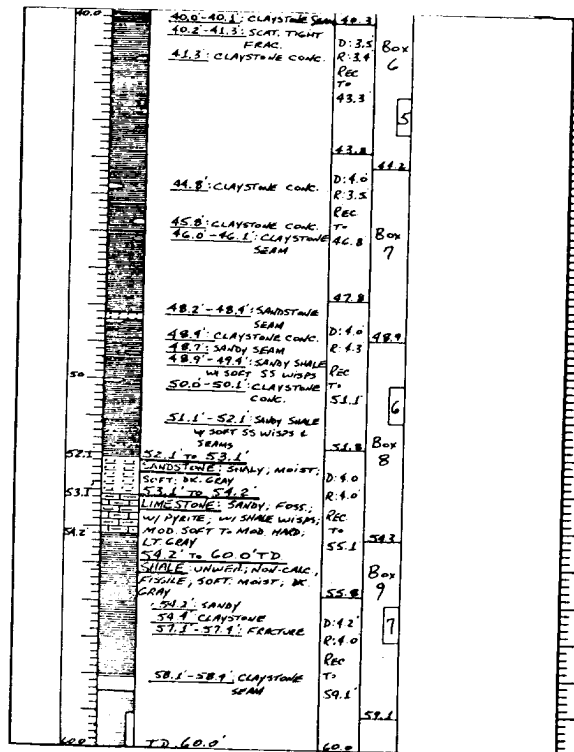 40.0
40.0'-40.1': CLAYSTONE SEAM
40.2'-41.3': SCAT. TIGHT
FRAC.
41.3': CLAYSTONE CONC.
44.8': CLAYSTONE CONC.
45.8': CLAYSTONE CONC.
46.0'-46.1': CLAYSTONE
SEAM
48.2'-48.4': SANDSTONE
SEAM
48.4': CLAYSTONE CONC.
48.7': SANDY SEAM
48.9'-49.4': SANDY SHALE
W SOFT SS WISPS
50
50.0-50.1': CLAYSTONE
CONC.
51.1'-52.1': SANDY SHALE
W SOFT SS WISPS &
SEAMS
52.1
52.1' TO 53.1'
SANDSTONE: SHALY; MOIST;
SOFT; DK. GRAY
53.1
53.1' TO 54.2'
LIMESTONE: SANDY; FOSS.;
W/ PYRITE; W/ SHALE WISPS;
MOD. SOFT TO MOD. HARD;
LT. GRAY
54.2
54.2' TO 60.0' TD
SHALE: UNWEA; NON-CALC,
FISSILE; SOFT; MOIST; DK
GRAY
54.2': SANDY
54.4' CLAYSTONE
57.1'-57.4': FRACTURE
58.1'-58.4': CLAYSTONE
SEAM
60.0
T.D. 60.0'
40.3
D: 3.5
R: 3.4
REC
TO
43.3
43.8
D: 4.0
R: 3.5
REC
TO
46.8
47.8
D: 4.0
R: 4.3
REC
TO
51.1'
51.8
D: 4.0
R: 4.0'
REC
TO
55.1
55.8
D: 4.2'
R: 4.0
REC
TO
59.1'
60.0
Box
6
5
44.2
Box
7
48.9
6
Box
8
54.3
Box
9
7
59.1